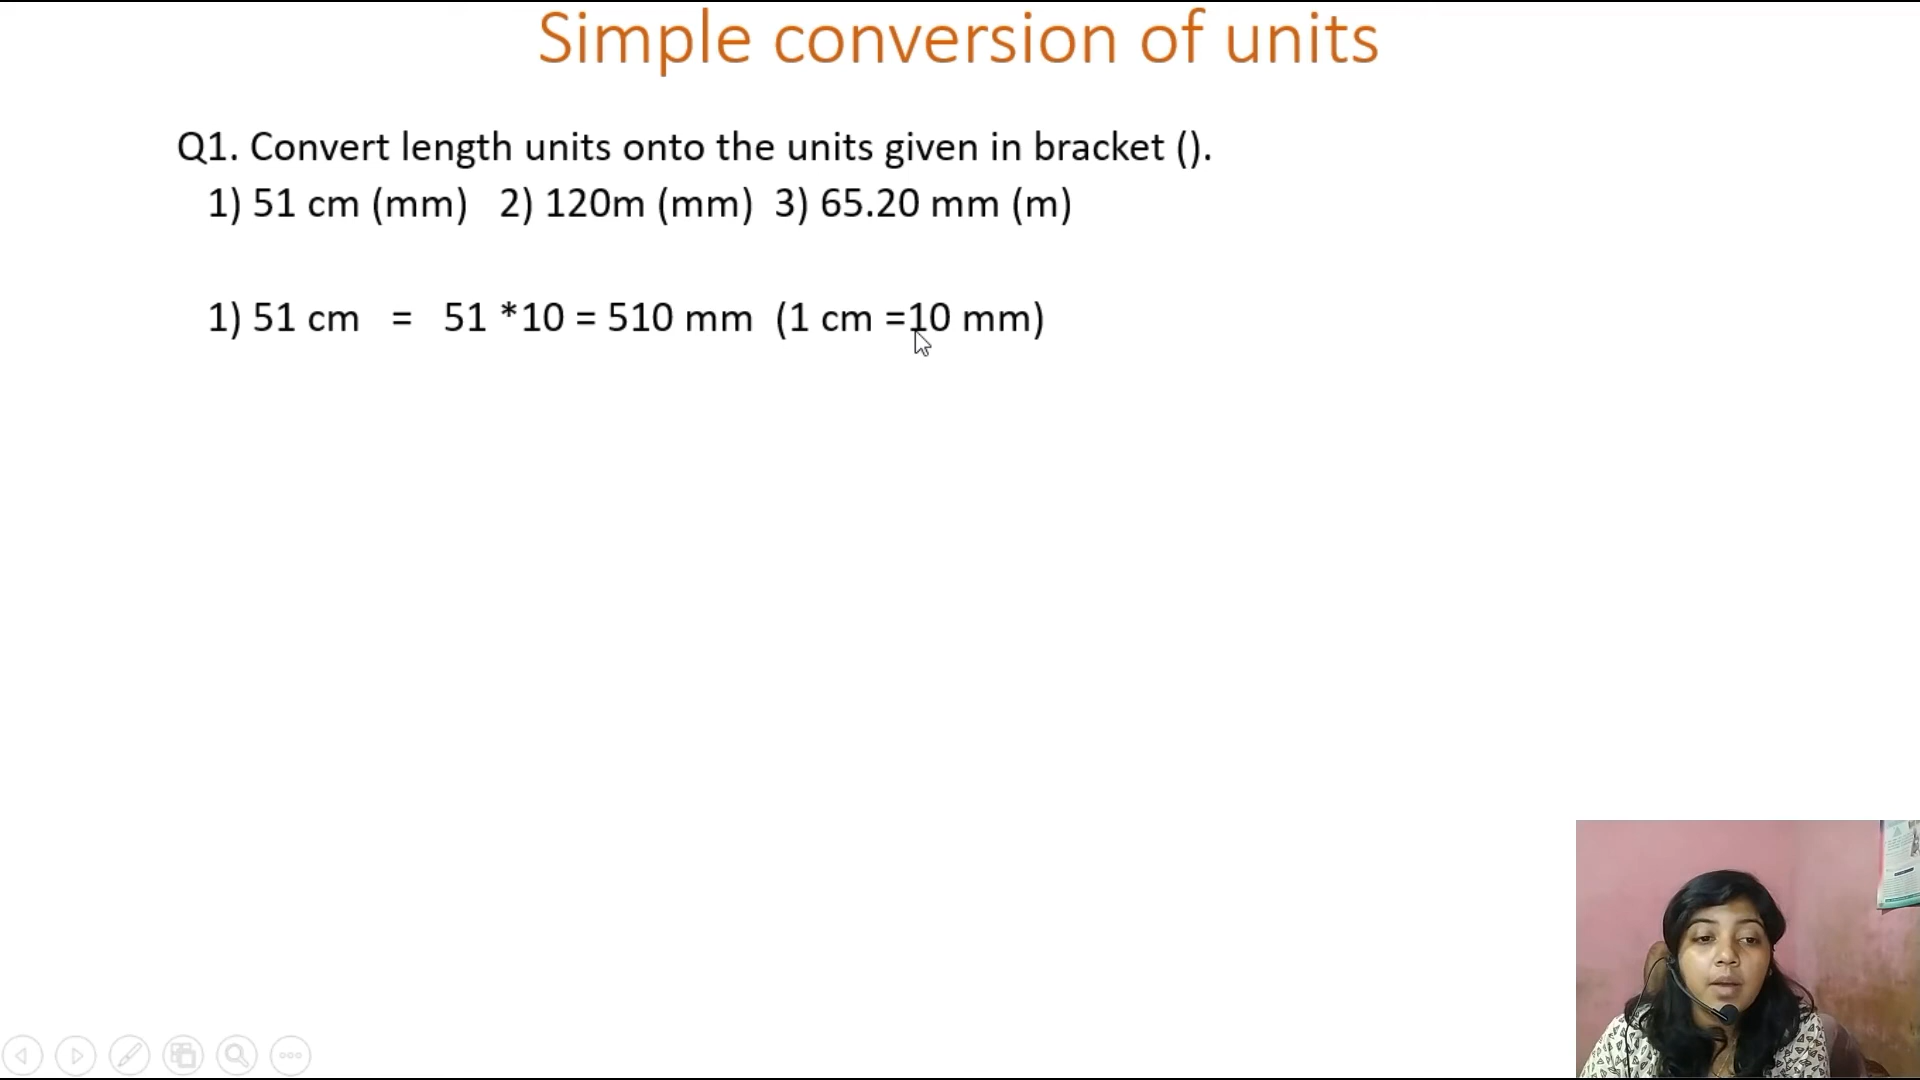 Simple conversion of units
Q1. Convert length units onto the units given in bracket ().
1) 51 cm (mm) 2) 120m (mm) 3) 65.20 mm (m)
1) 51 cm = 51 *10 = 510 mm (1 cm =10 mm)